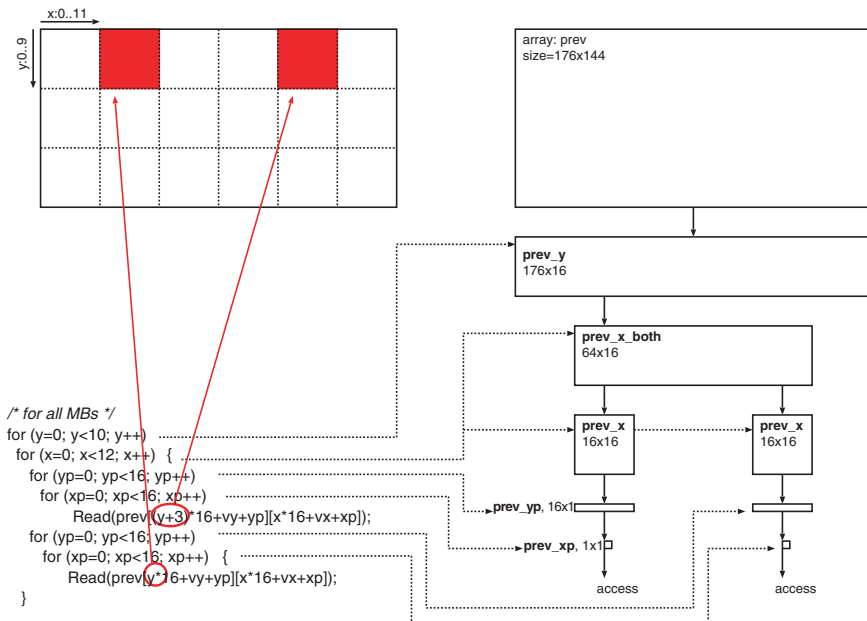 x:0..11
y:0..9
array: prev
size=176x144
prev_y
176x16
prev_x_both
64x16
prev_x
16x16
prev_x
16x16
prev_yp, 16x1
prev_xp, 1x1
access
access
/* for all MBs */
for (y=0; y<10; y++)
for (x=0; x<12; x++) {
for (yp=0; yp<16; yp++)
for (xp=0; xp<16; xp++)
Read(prev[(y+3)*16+vy+yp][x*16+vx+xp]);
for (yp=0; yp<16; yp++)
for (xp=0; xp<16; xp++) {
Read(prev[y*16+vy+yp][x*16+vx+xp]);
}